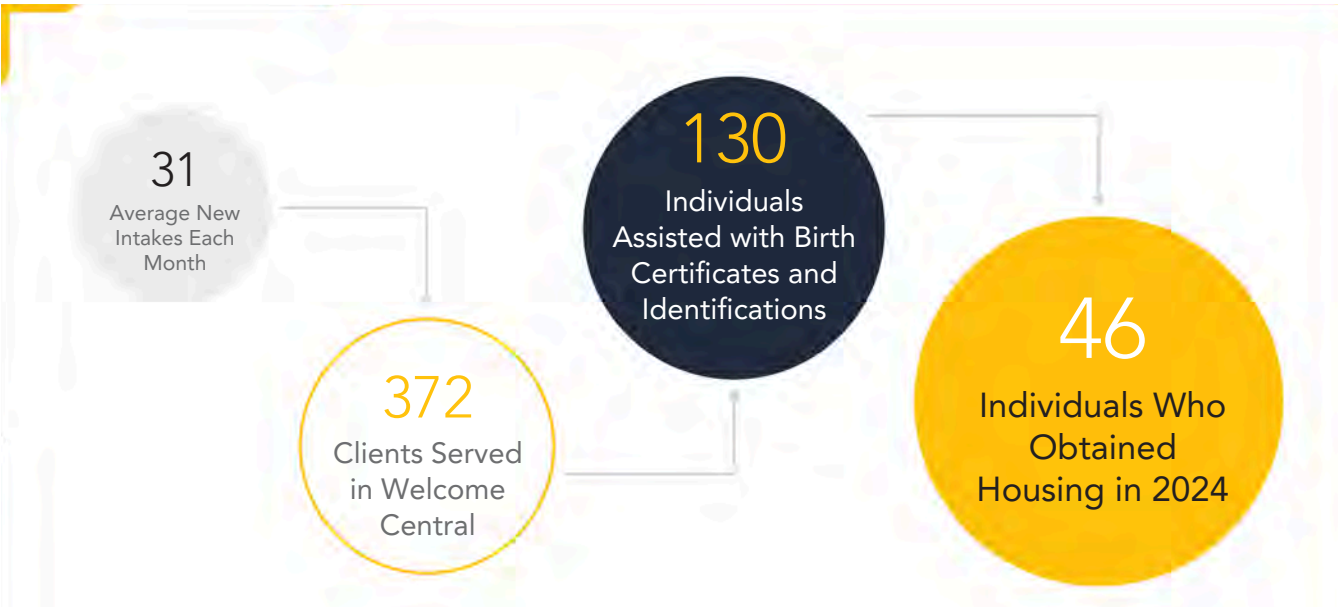 31
Average New
Intakes Each
Month
372
Clients Served
in Welcome
Central
130
Individuals
Assisted with Birth
Certificates and
Identifications
46
Individuals Who
Obtained
Housing in 2024